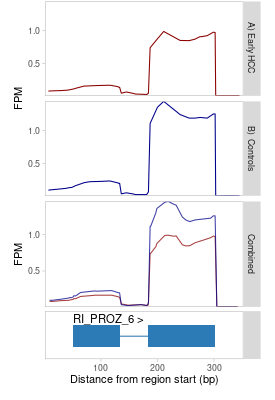 1.0
0.5
A) Early HCC
FPM
1.0
0.5
B) Controls
1.0
0.5
FPM
Combined
RI_PROZ_6 >
100
200
300
Distance from region start (bp)